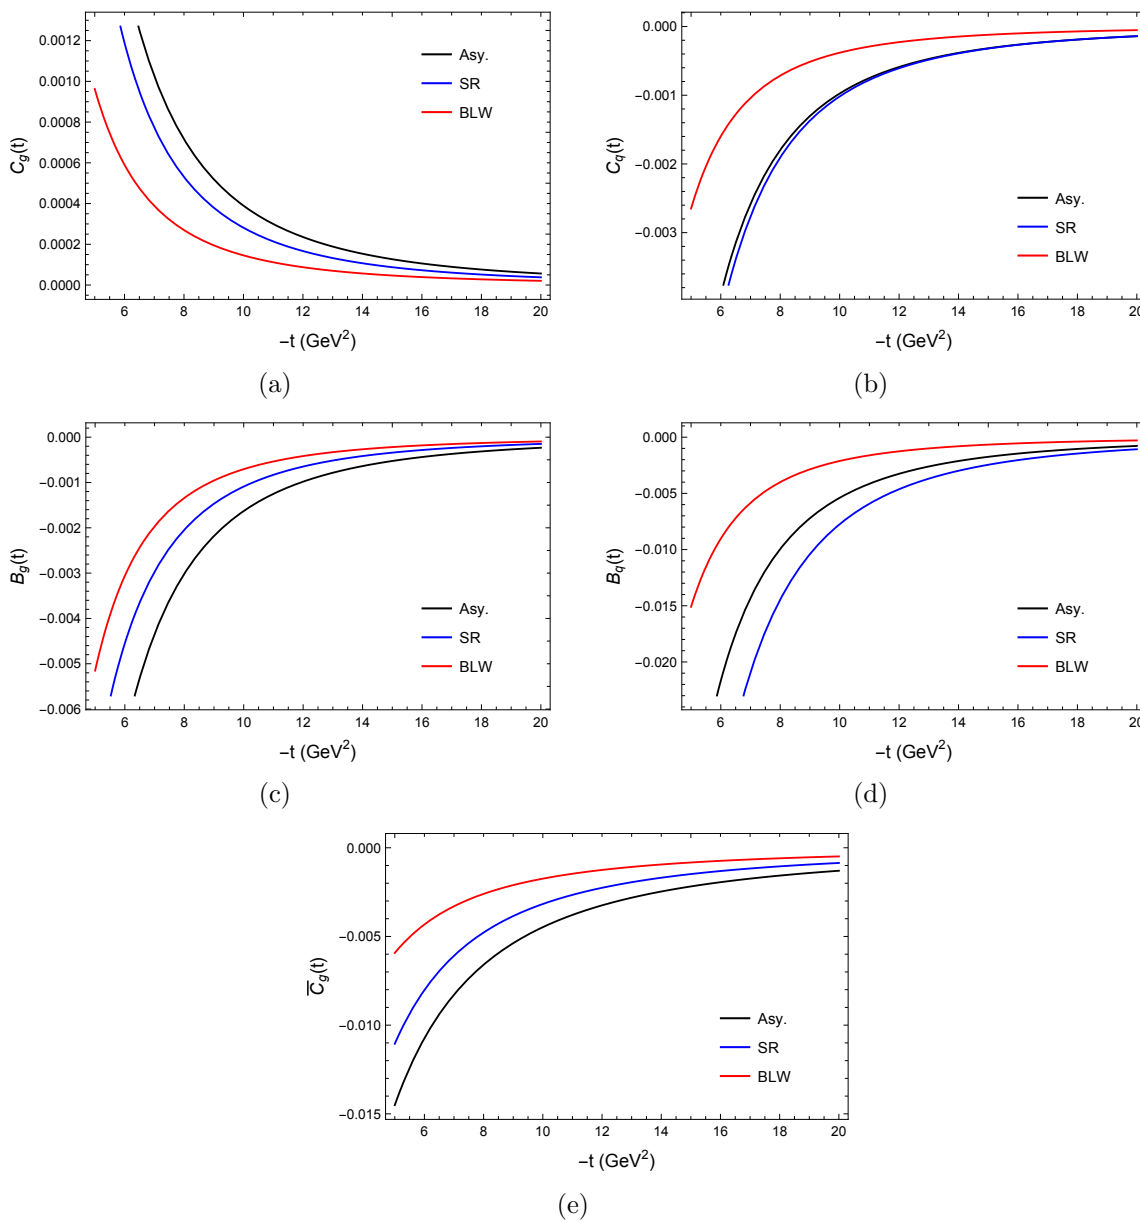 0.0012
0.0010
0.0008
0.0006
0.0004
0.0002
0.0000
C_g(t)
Asy.
SR
BLW
6 8 10 12 14 16 18 20
−t (GeV²)
(a)
0.000
−0.001
−0.002
−0.003
C_q(t)
Asy.
SR
BLW
6 8 10 12 14 16 18 20
−t (GeV²)
(b)
0.000
−0.001
−0.002
−0.003
−0.004
−0.005
−0.006
B_g(t)
Asy.
SR
BLW
6 8 10 12 14 16 18 20
−t (GeV²)
(c)
0.000
−0.005
−0.010
−0.015
−0.020
B_q(t)
Asy.
SR
BLW
6 8 10 12 14 16 18 20
−t (GeV²)
(d)
0.000
−0.005
−0.010
−0.015
C̅_g(t)
Asy.
SR
BLW
6 8 10 12 14 16 18 20
−t (GeV²)
(e)